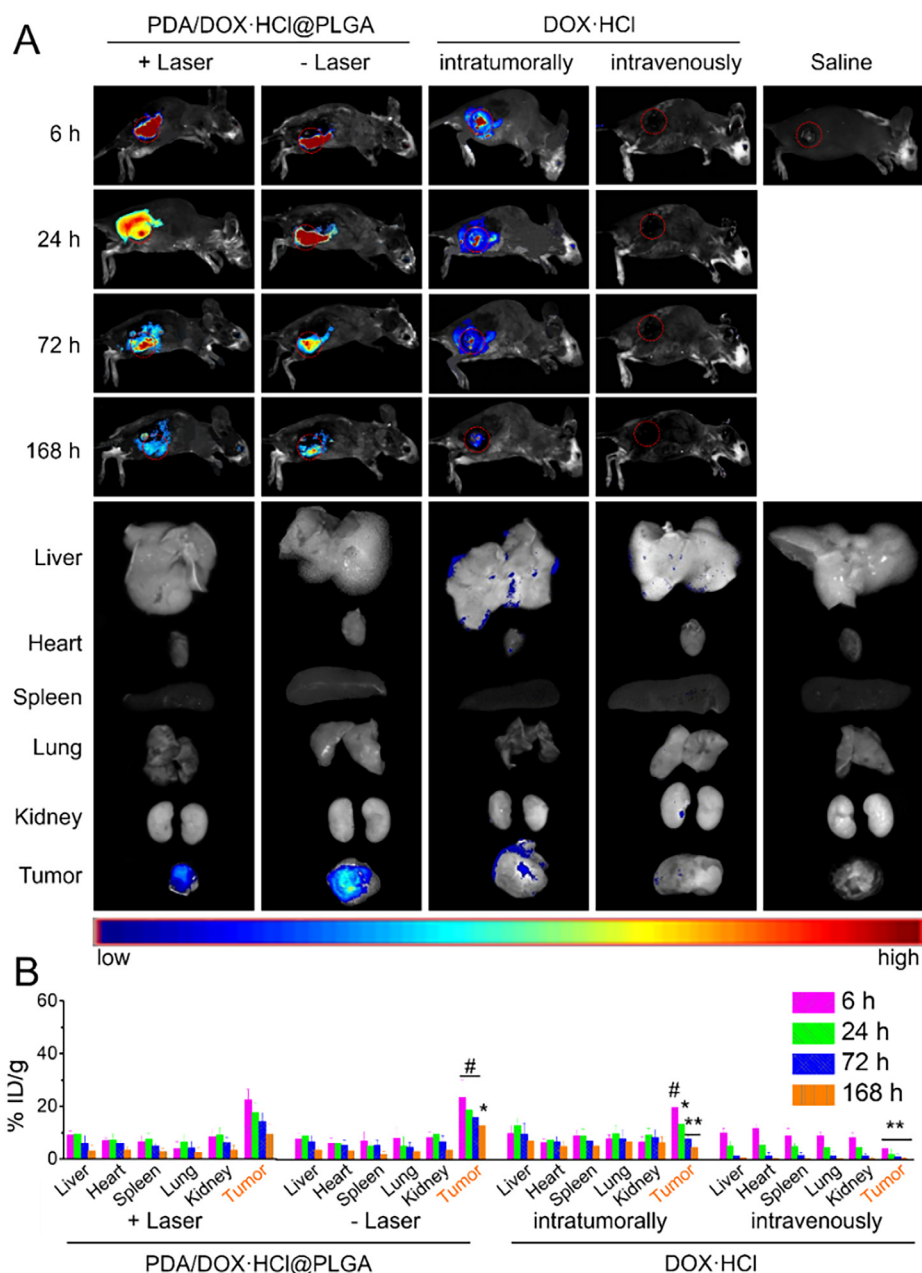 A
PDA/DOX·HCl@PLGA
DOX·HCl
+ Laser
- Laser
intratumorally
intravenously
Saline
6 h
24 h
72 h
168 h
Liver
Heart
Spleen
Lung
Kidney
Tumor
low
high
B
% ID/g
60
40
20
0
6 h
24 h
72 h
168 h
#
*
#
*
**
**
Liver
Heart
Spleen
Lung
Kidney
Tumor
Liver
Heart
Spleen
Lung
Kidney
Tumor
Liver
Heart
Spleen
Lung
Kidney
Tumor
Liver
Heart
Spleen
Lung
Kidney
Tumor
+ Laser
- Laser
intratumorally
intravenously
PDA/DOX·HCl@PLGA
DOX·HCl